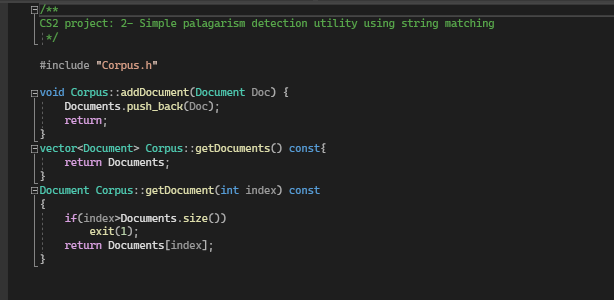 /**
CS2 project: 2- Simple palagarism detection utility using string matching
*/
#include "Corpus.h"
void Corpus::addDocument(Document Doc) {
Documents.push_back(Doc);
return;
}
vector<Document> Corpus::getDocuments() const{
return Documents;
}
Document Corpus::getDocument(int index) const
{
if(index>Documents.size())
exit(1);
return Documents[index];
}